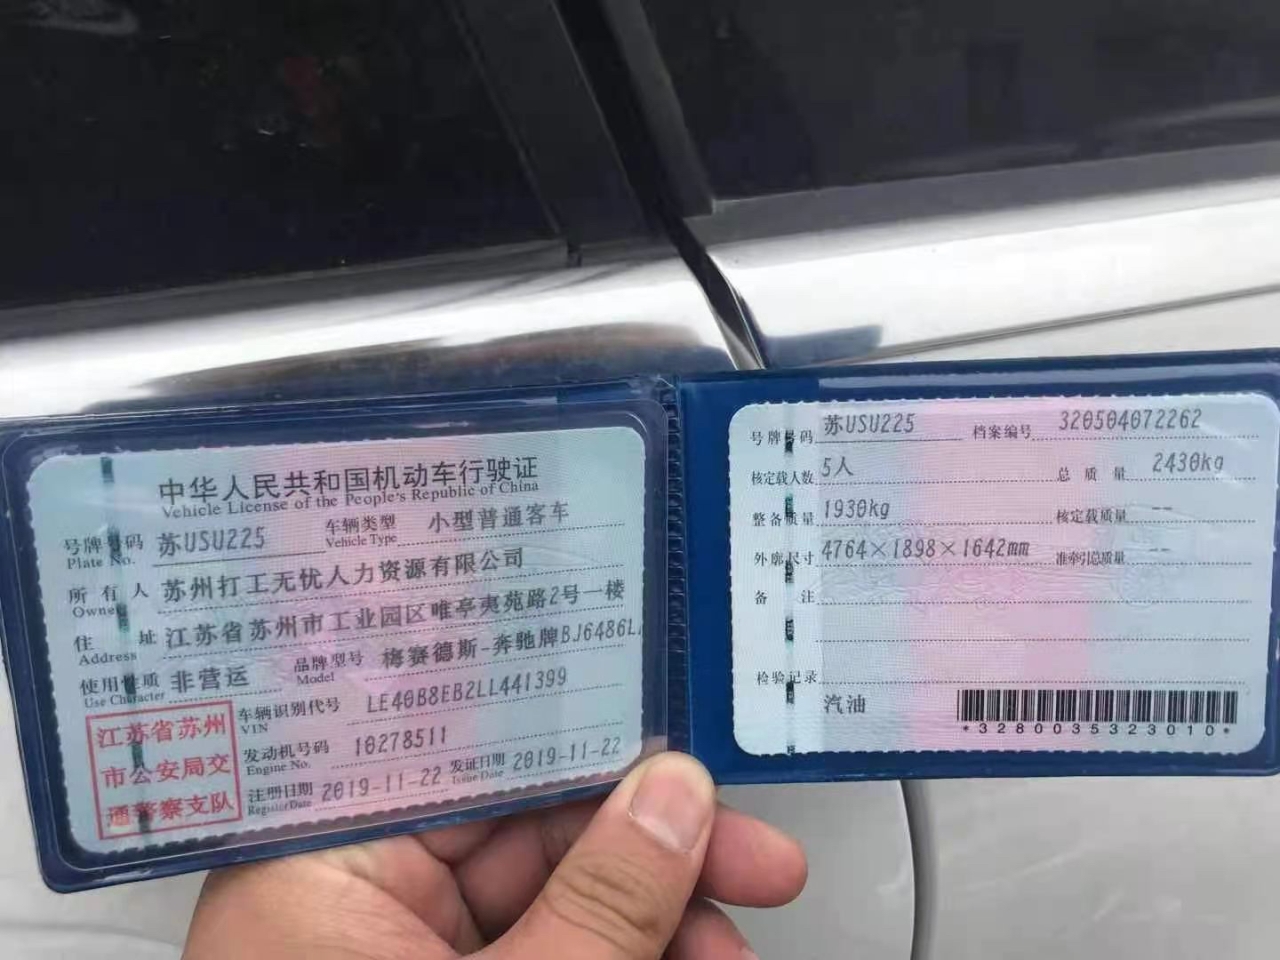 中华人民共和国机动车行驶证
Vehicle License of the People's Republic of China
号牌号码 苏USU225 车辆类型 小型普通客车
Plate No. Vehicle Type
所有人 苏州打工无忧人力资源有限公司
Owner
住址 江苏省苏州市工业园区唯亭夷苑路2号一楼
Address
使用性质 非营运 品牌型号 梅赛德斯-奔驰牌BJ6486L
Use Character Model
江苏省苏州
市公安局交
通警察支队
车辆识别代号 LE40B8EB2LL441399
VIN
发动机号码 10278511
Engine No.
注册日期 2019-11-22 发证日期 2019-11-22
Register Date Issue Date
号牌号码 苏USU225 档案编号 320504072262
核定载人数 5人 总质量 2430kg
整备质量 1930kg 核定载质量 --
外廓尺寸 4764×1898×1642mm 准牵引总质量 --
备注
检验记录
汽油
*3280035323010*